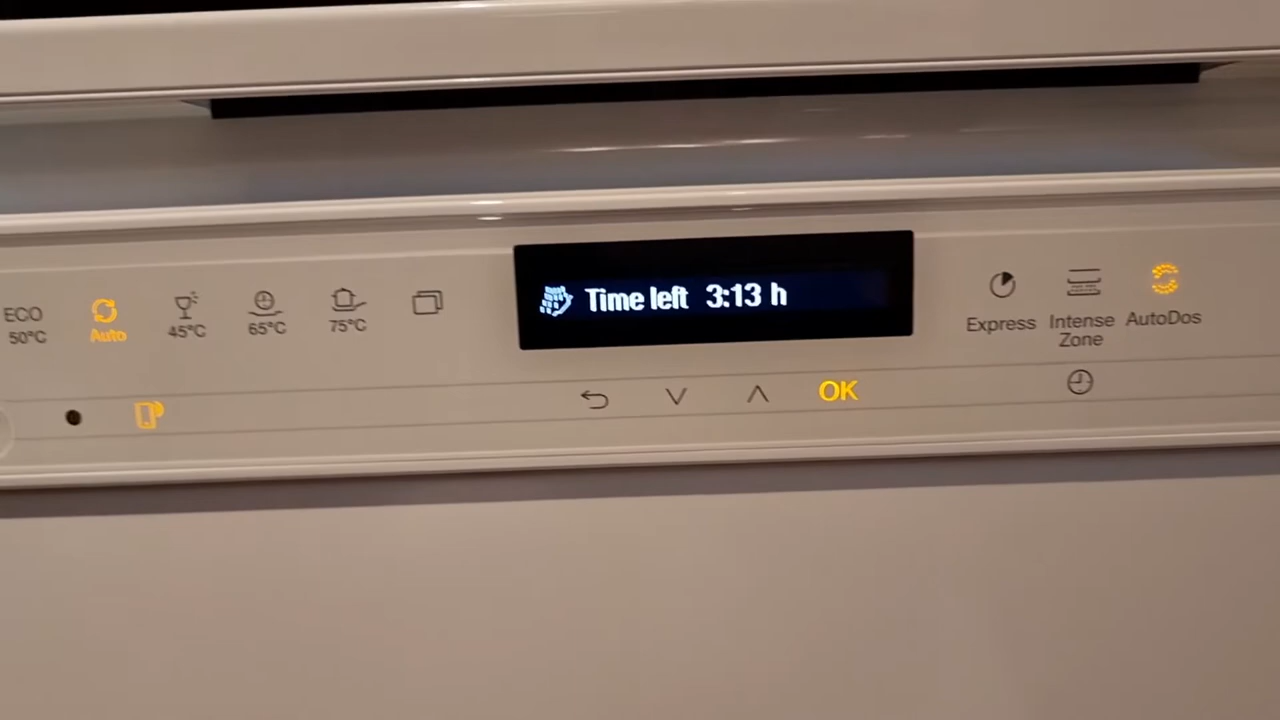 ECO
50°C
Auto
45°C
65°C
75°C
Time left 3:13 h
Express
Intense
Zone
AutoDos
OK